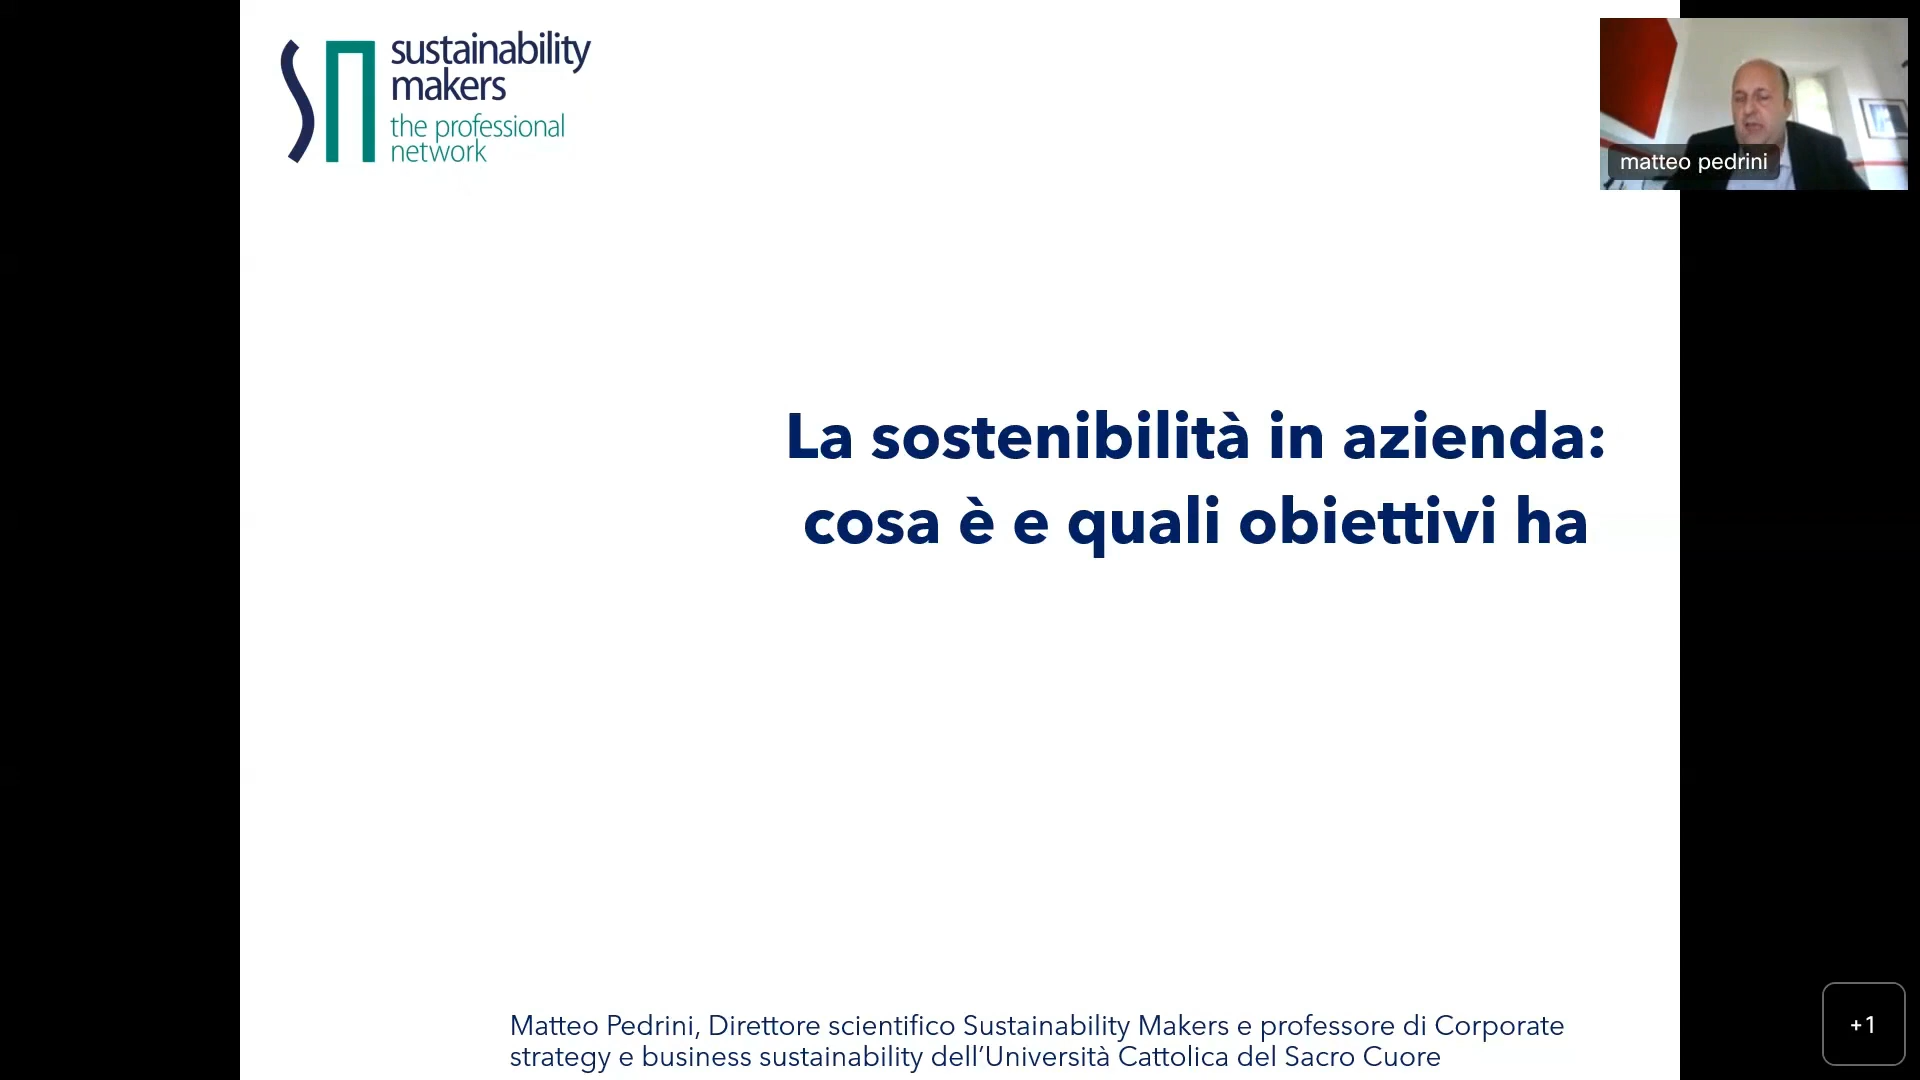 sustainability
makers
the professional
network
matteo pedrini
La sostenibilità in azienda:
cosa è e quali obiettivi ha
Matteo Pedrini, Direttore scientifico Sustainability Makers e professore di Corporate
strategy e business sustainability dell’Università Cattolica del Sacro Cuore
+1